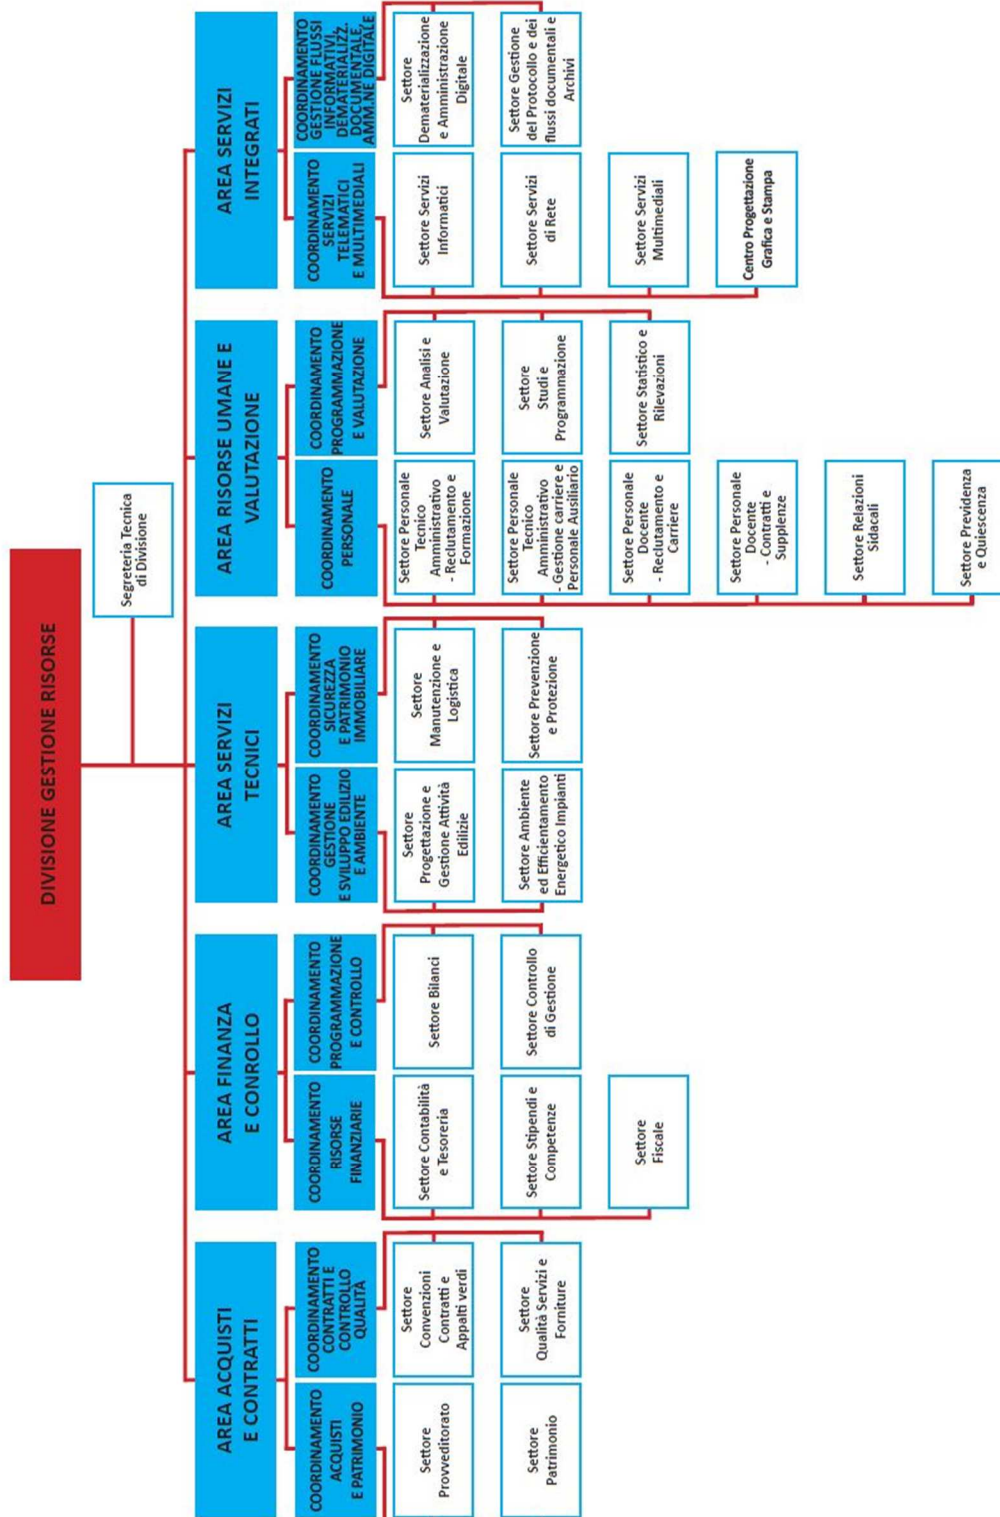 DIVISIONE GESTIONE RISORSE
Segreteria Tecnica
di Divisione
AREA ACQUISTI
E CONTRATTI
COORDINAMENTO
ACQUISTI
E PATRIMONIO
Settore
Provveditorato
Settore
Patrimonio
COORDINAMENTO
CONTRATTI E
CONTROLLO
QUALITÀ
Settore
Convenzioni
Contratti e
Appalti verdi
Settore
Qualità Servizi e
Forniture
AREA FINANZA
E CONROLLO
COORDINAMENTO
RISORSE
FINANZIARIE
Settore Contabilità
e Tesoreria
Settore Stipendi e
Competenze
Settore
Fiscale
COORDINAMENTO
PROGRAMMAZIONE
E CONTROLLO
Settore Bilanci
Settore Controllo
di Gestione
AREA SERVIZI
TECNICI
COORDINAMENTO
GESTIONE
E SVILUPPO EDILIZIO
E AMBIENTE
Settore
Progettazione e
Gestione Attività
Edilizie
Settore Ambiente
ed Efficientamento
Energetico Impianti
COORDINAMENTO
SICUREZZA
E PATRIMONIO
IMMOBILIARE
Settore
Manutenzione e
Logistica
Settore Prevenzione
e Protezione
AREA RISORSE UMANE E
VALUTAZIONE
COORDINAMENTO
PERSONALE
Settore Personale
Tecnico
Amministrativo
- Reclutamento e
Formazione
Settore Personale
Tecnico
Amministrativo
- Gestione carriere e
Personale Ausiliario
Settore Personale
Docente
- Reclutamento e
Carriere
Settore Personale
Docente
- Contratti e
Supplenze
Settore Relazioni
Sidacali
Settore Previdenza
e Quiescenza
COORDINAMENTO
PROGRAMMAZIONE
E VALUTAZIONE
Settore Analisi e
Valutazione
Settore
Studi e
Programmazione
Settore Statistico e
Rilevazioni
AREA SERVIZI
INTEGRATI
COORDINAMENTO
SERVIZI
TELEMATICI
E MULTIMEDIALI
Settore Servizi
Informatici
Settore Servizi
di Rete
Settore Servizi
Multimediali
Centro Progettazione
Grafica e Stampa
COORDINAMENTO
GESTIONE FLUSSI
INFORMATIVI,
DEMATERIALIZZ.
DOCUMENTALE,
AMM.NE DIGITALE
Settore
Dematerializzazione
e Amministrazione
Digitale
Settore Gestione
del Protocollo e dei
flussi documentali e
Archivi